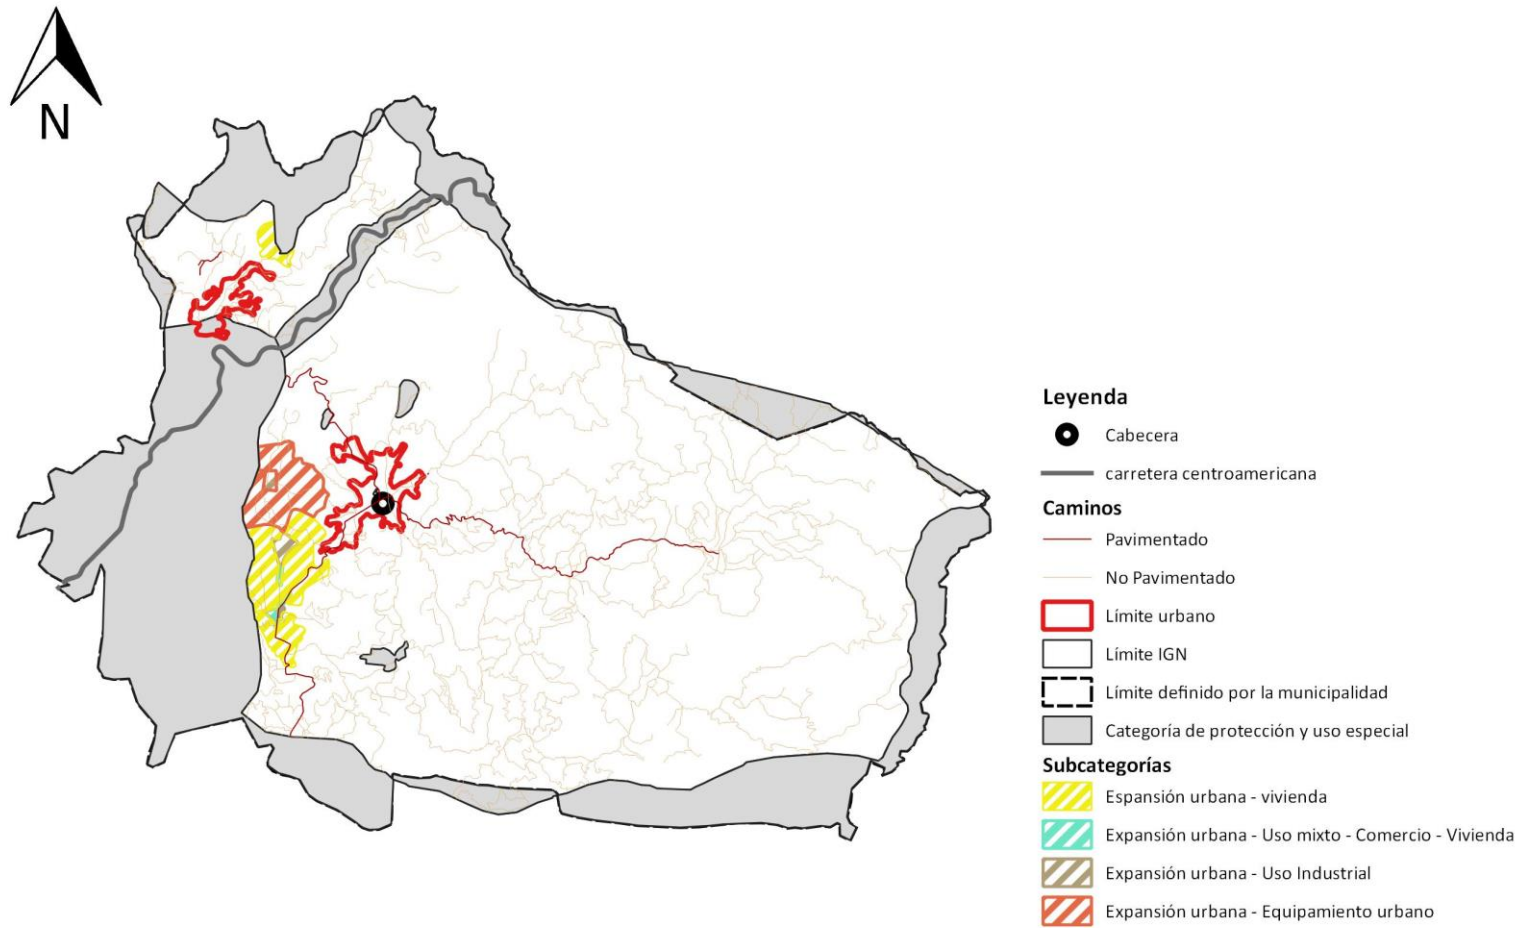 N
Leyenda
Cabecera
carretera centroamericana
Caminos
Pavimentado
No Pavimentado
Límite urbano
Límite IGN
Límite definido por la municipalidad
Categoría de protección y uso especial
Subcategorías
Espansión urbana - vivienda
Expansión urbana - Uso mixto - Comercio - Vivienda
Expansión urbana - Uso Industrial
Expansión urbana - Equipamiento urbano